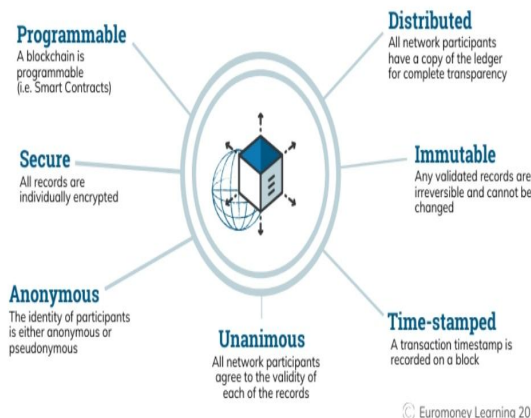 Programmable
A blockchain is
programmable
(i.e. Smart Contracts)
Secure
All records are
individually encrypted
Anonymous
The identity of participants
is either anonymous or
pseudonymous
Unanimous
All network participants
agree to the validity of
each of the records
Distributed
All network participants
have a copy of the ledger
for complete transparency
Immutable
Any validated records are
irreversible and cannot be
changed
Time-stamped
A transaction timestamp is
recorded on a block
© Euromoney Learning 20